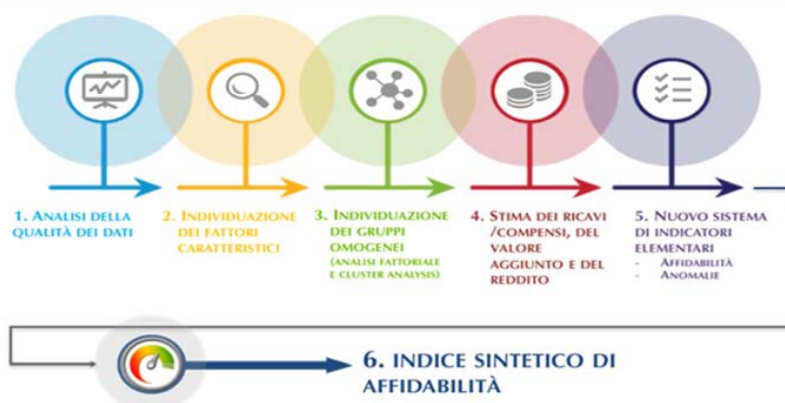 1. ANALISI DELLA
QUALITÀ DEI DATI
2. INDIVIDUAZIONE
DEI FATTORI
CARATTERISTICI
3. INDIVIDUAZIONE
DEI GRUPPI
OMOGENEI
(ANALISI FATTORIALE
E CLUSTER ANALYSIS)
4. STIMA DEI RICAVI
/COMPENSI, DEL
VALORE
AGGIUNTO E DEL
REDDITO
5. NUOVO SISTEMA
DI INDICATORI
ELEMENTARI
- AFFIDABILITÀ
- ANOMALIE
6. INDICE SINTETICO DI
AFFIDABILITÀ